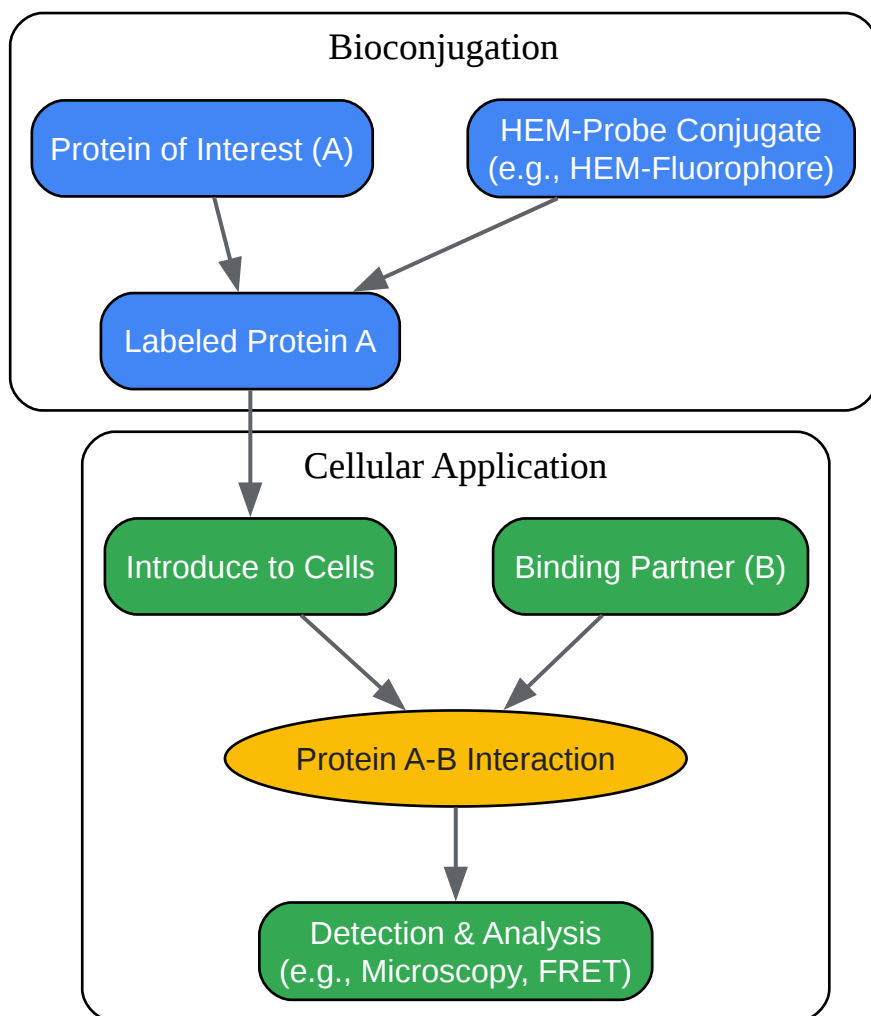 Bioconjugation
Protein of Interest (A)
HEM-Probe Conjugate
(e.g., HEM-Fluorophore)
Labeled Protein A
Cellular Application
Introduce to Cells
Binding Partner (B)
Protein A-B Interaction
Detection & Analysis
(e.g., Microscopy, FRET)